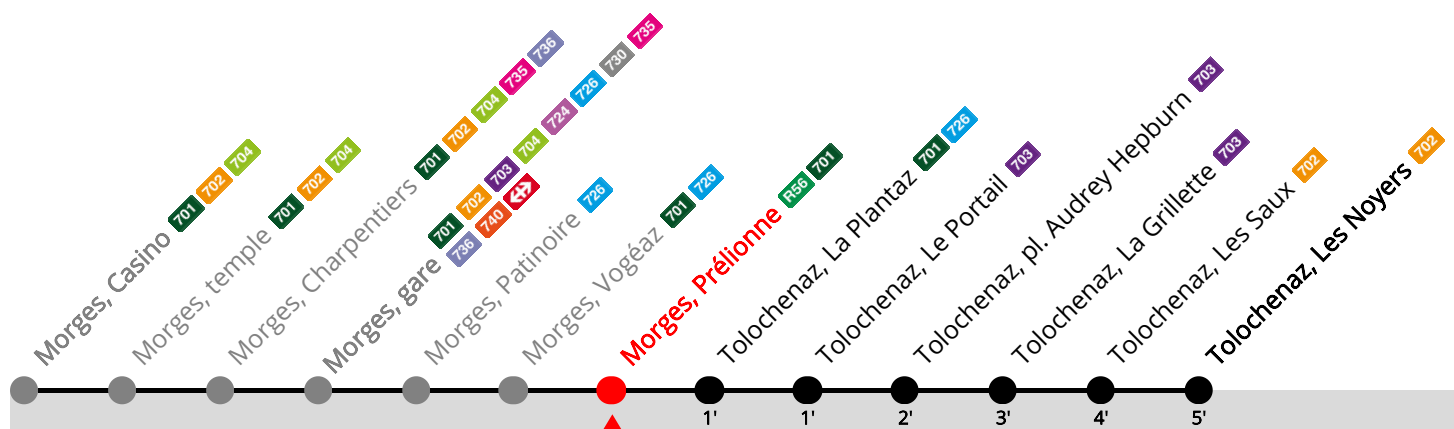 Morges, Casino 701 702 704
Morges, temple 701 702 704
Morges, Charpentiers 701 702 704 735 736
Morges, gare 701 702 703 704 724 726 730 735
736 740
Morges, Patinoire 726
Morges, Vogéaz 701 726
Morges, Prélionne R56 701
Tolochenaz, La Plantaz 701 726
Tolochenaz, Le Portail 703
Tolochenaz, pl. Audrey Hepburn 703
Tolochenaz, La Grillette 703
Tolochenaz, Les Saux 702
Tolochenaz, Les Noyers 702
1' 1' 2' 3' 4' 5'